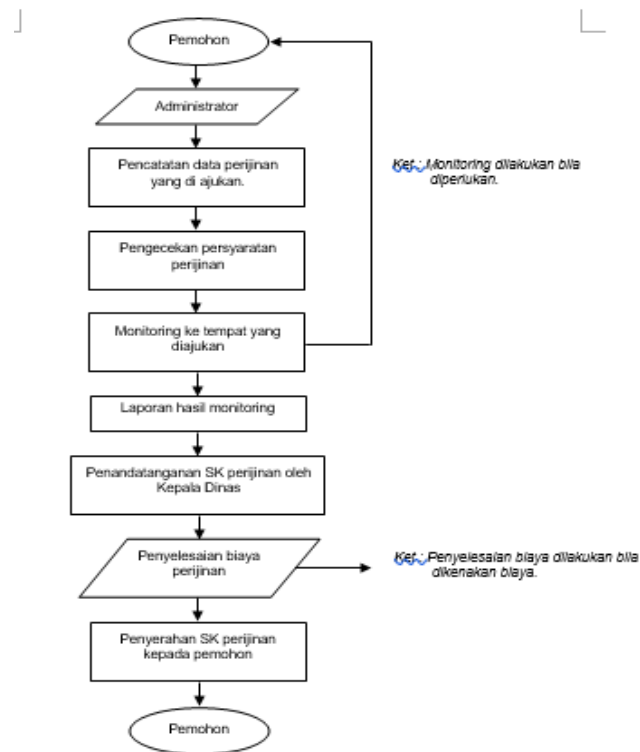 Pemohon
Administrator
Pencatatan data perijinan
yang di ajukan.
Ket : Monitoring dilakukan bila
diperlukan.
Pengecekan persyaratan
perijinan
Monitoring ke tempat yang
diajukan
Laporan hasil monitoring
Penandatanganan SK perijinan oleh
Kepala Dinas
Penyelesaian biaya
perijinan
Ket : Penyelesaian biaya dilakukan bila
dikenakan biaya.
Penyerahan SK perijinan
kepada pemohon
Pemohon